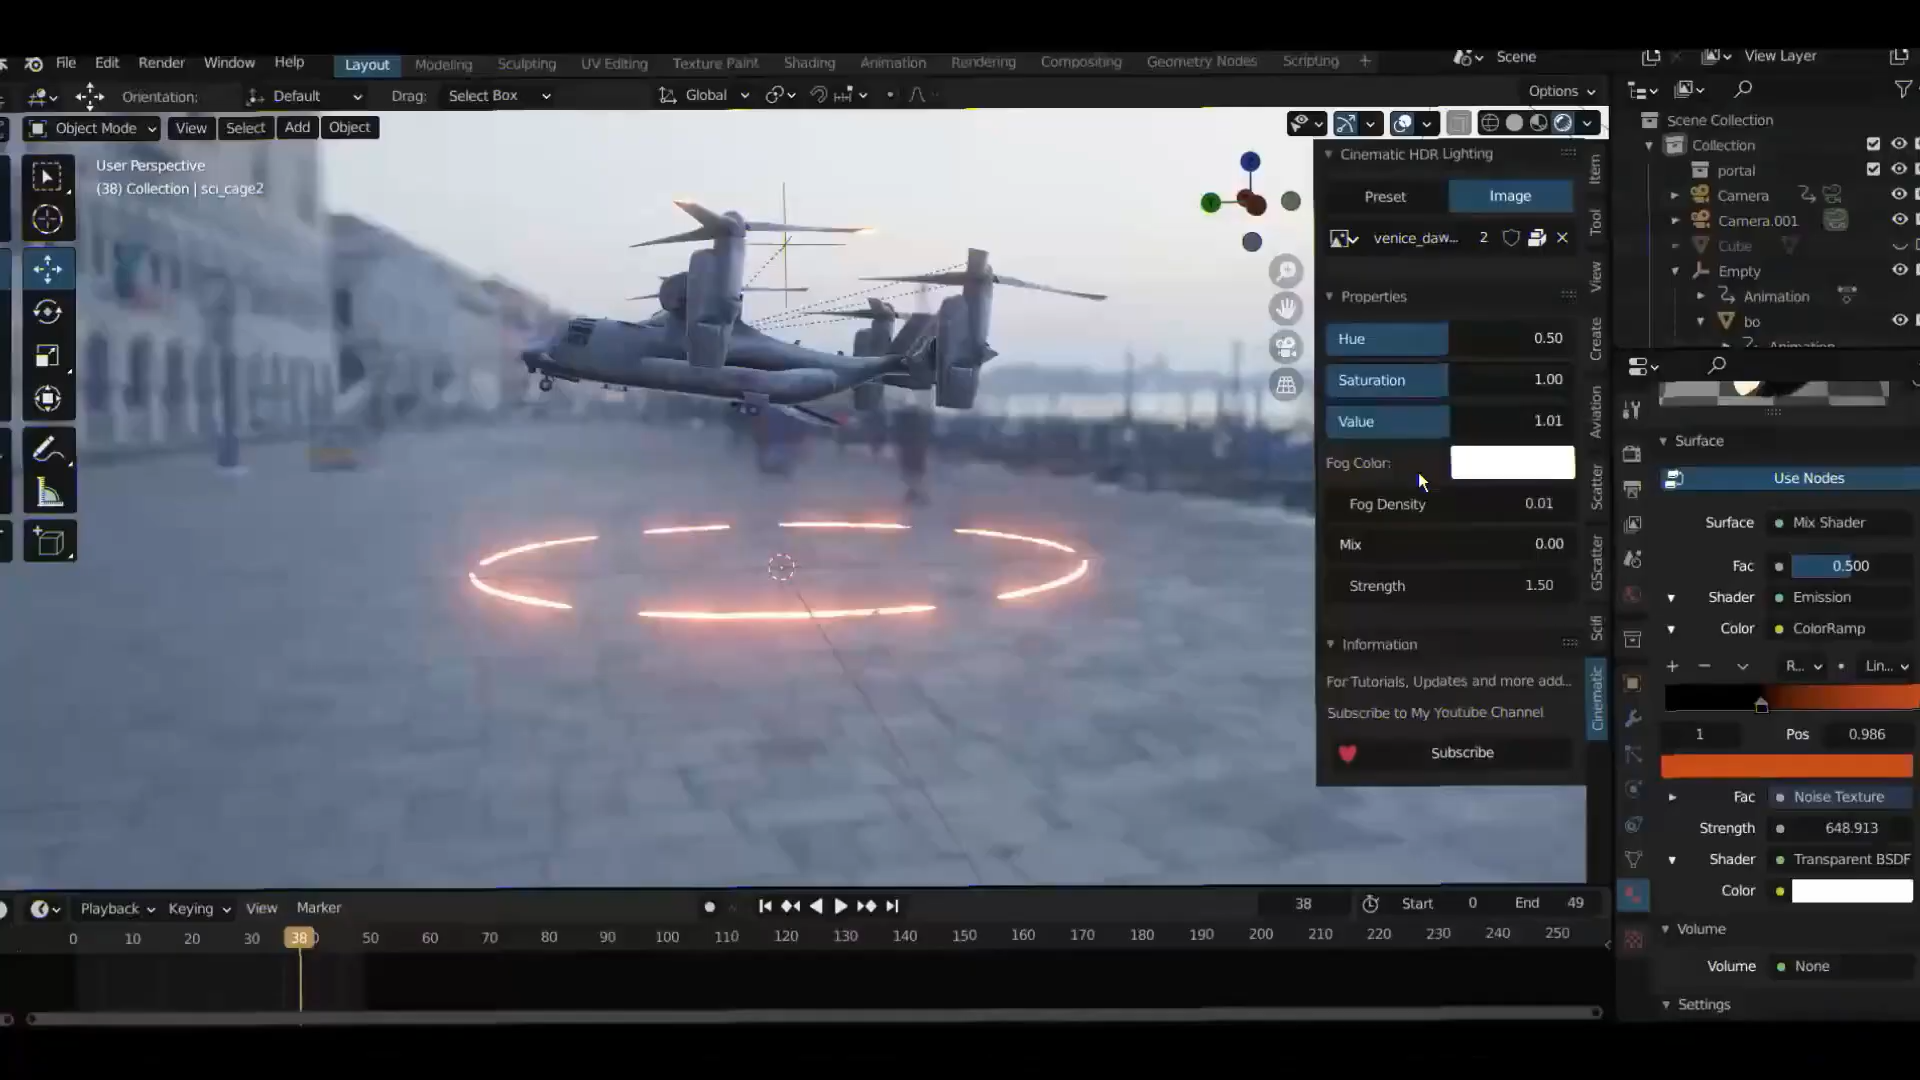 File Edit Render Window Help Layout Modeling Sculpting UV Editing Texture Paint Shading Animation Rendering Compositing Geometry Nodes Scripting + Scene View Layer
Orientation: Default Drag: Select Box Global Options
Object Mode View Select Add Object
User Perspective
(38) Collection | sci_cage2
Cinematic HDR Lighting
Preset Image
venice_daw... 2
Properties
Hue 0.50
Saturation 1.00
Value 1.01
Fog Color:
Fog Density 0.01
Mix 0.00
Strength 1.50
Information
For Tutorials, Updates and more add...
Subscribe to My Youtube Channel
Subscribe
Item
Tool
View
Create
Aviation
Scatter
GScatter
Scifi
Cinematic
Scene Collection
Collection
portal
Camera
Camera.001
Cube
Empty
Animation
bo
Animation
Surface
Use Nodes
Surface Mix Shader
Fac 0.500
Shader Emission
Color ColorRamp
+ − R... Lin...
1 Pos 0.986
Fac Noise Texture
Strength 648.913
Shader Transparent BSDF
Color
Volume
Volume None
Settings
Playback Keying View Marker 38 Start 0 End 49
0 10 20 30 38 50 60 70 80 90 100 110 120 130 140 150 160 170 180 190 200 210 220 230 240 250